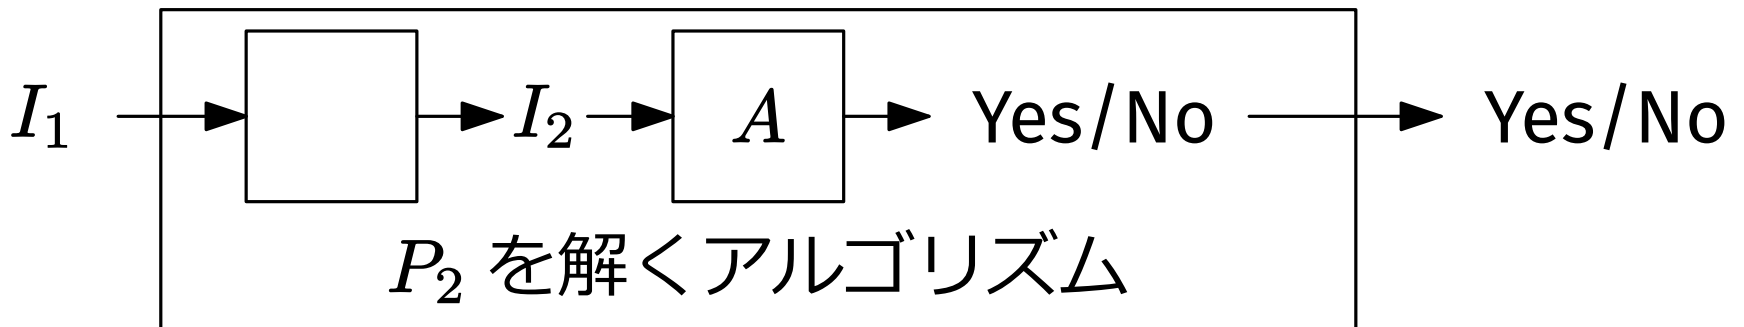 I₁ I₂ A Yes/No Yes/No
P₂ を解くアルゴリズム